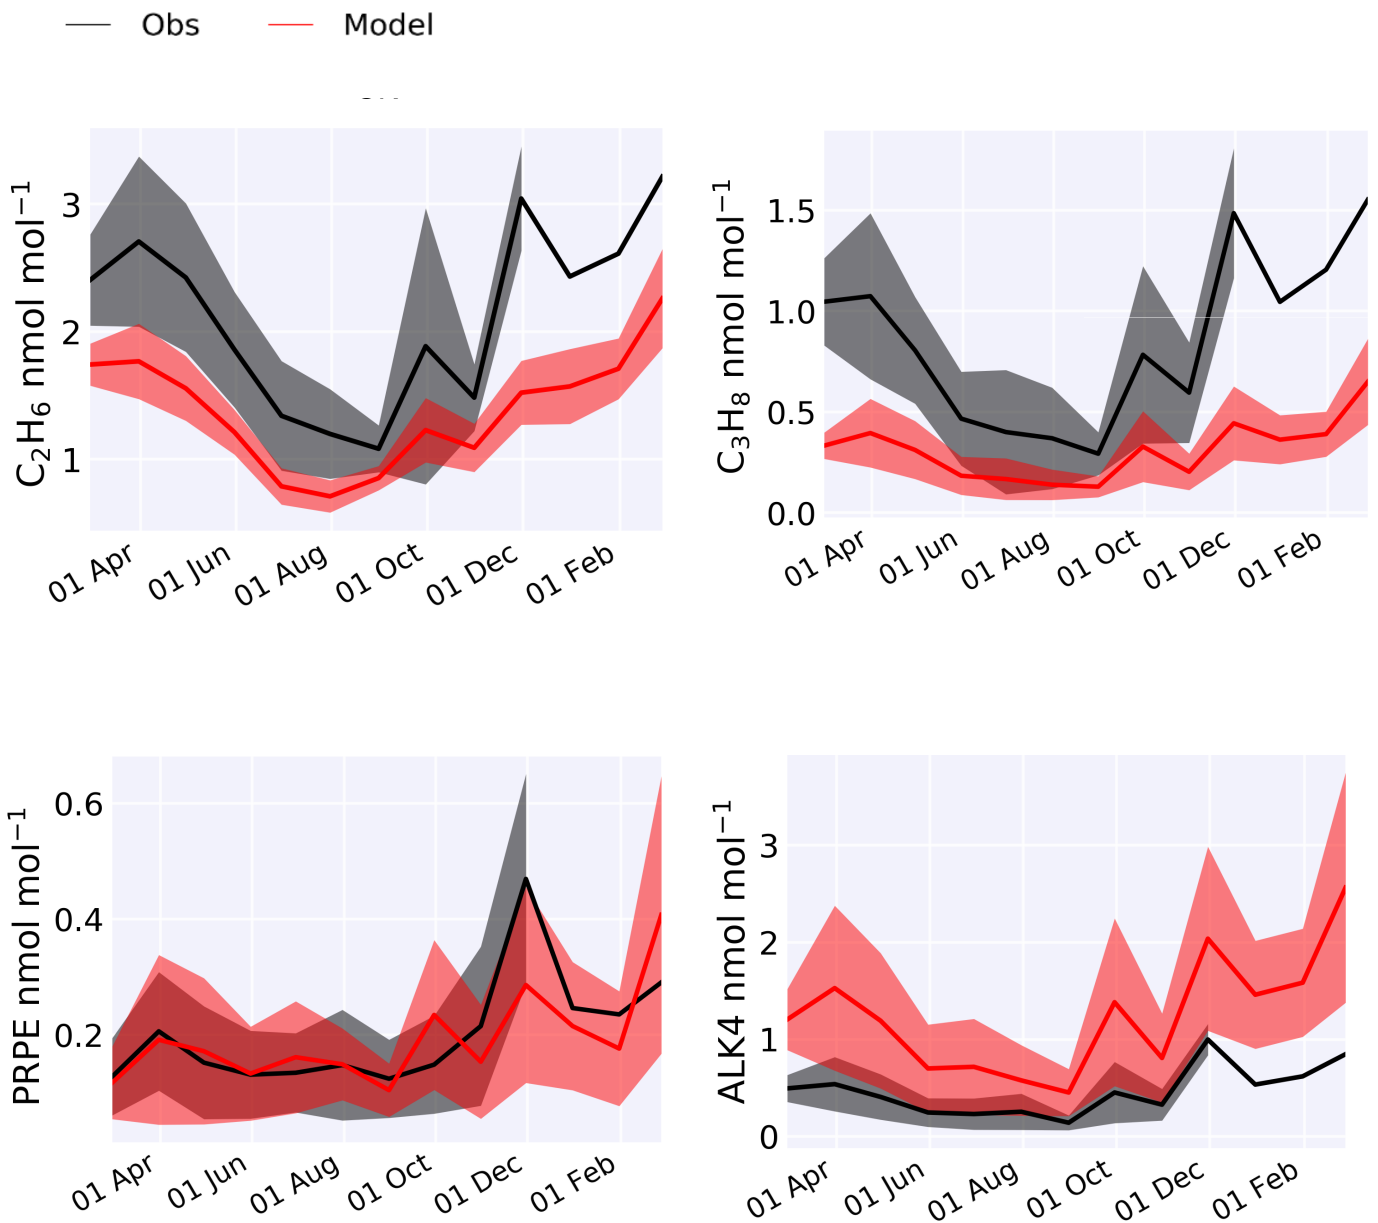 Obs Model
C₂H₆ nmol mol⁻¹
3
2
1
01 Apr 01 Jun 01 Aug 01 Oct 01 Dec 01 Feb
C₃H₈ nmol mol⁻¹
1.5
1.0
0.5
0.0
01 Apr 01 Jun 01 Aug 01 Oct 01 Dec 01 Feb
PRPE nmol mol⁻¹
0.6
0.4
0.2
01 Apr 01 Jun 01 Aug 01 Oct 01 Dec 01 Feb
ALK4 nmol mol⁻¹
3
2
1
0
01 Apr 01 Jun 01 Aug 01 Oct 01 Dec 01 Feb